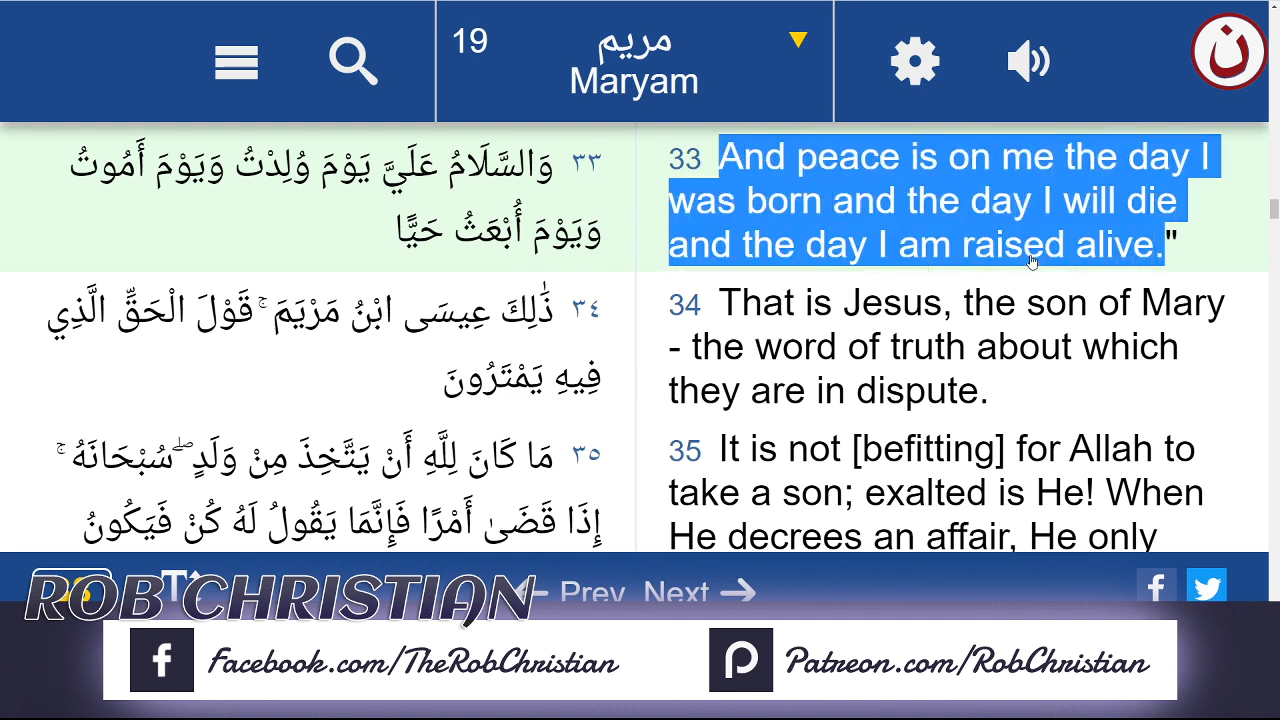 19
مريم
Maryam
ن
٣٣ وَالسَّلَامُ عَلَيَّ يَوْمَ وُلِدْتُ وَيَوْمَ أَمُوتُ
وَيَوْمَ أُبْعَثُ حَيًّا
33 And peace is on me the day I
was born and the day I will die
and the day I am raised alive."
٣٤ ذَٰلِكَ عِيسَى ابْنُ مَرْيَمَ ۚ قَوْلَ الْحَقِّ الَّذِي
فِيهِ يَمْتَرُونَ
34 That is Jesus, the son of Mary
- the word of truth about which
they are in dispute.
٣٥ مَا كَانَ لِلَّهِ أَنْ يَتَّخِذَ مِنْ وَلَدٍ ۖ سُبْحَانَهُ ۚ
إِذَا قَضَىٰ أَمْرًا فَإِنَّمَا يَقُولُ لَهُ كُنْ فَيَكُونُ
35 It is not [befitting] for Allah to
take a son; exalted is He! When
He decrees an affair, He only
ROB CHRISTIAN
Prev Next
Facebook.com/TheRobChristian
Patreon.com/RobChristian